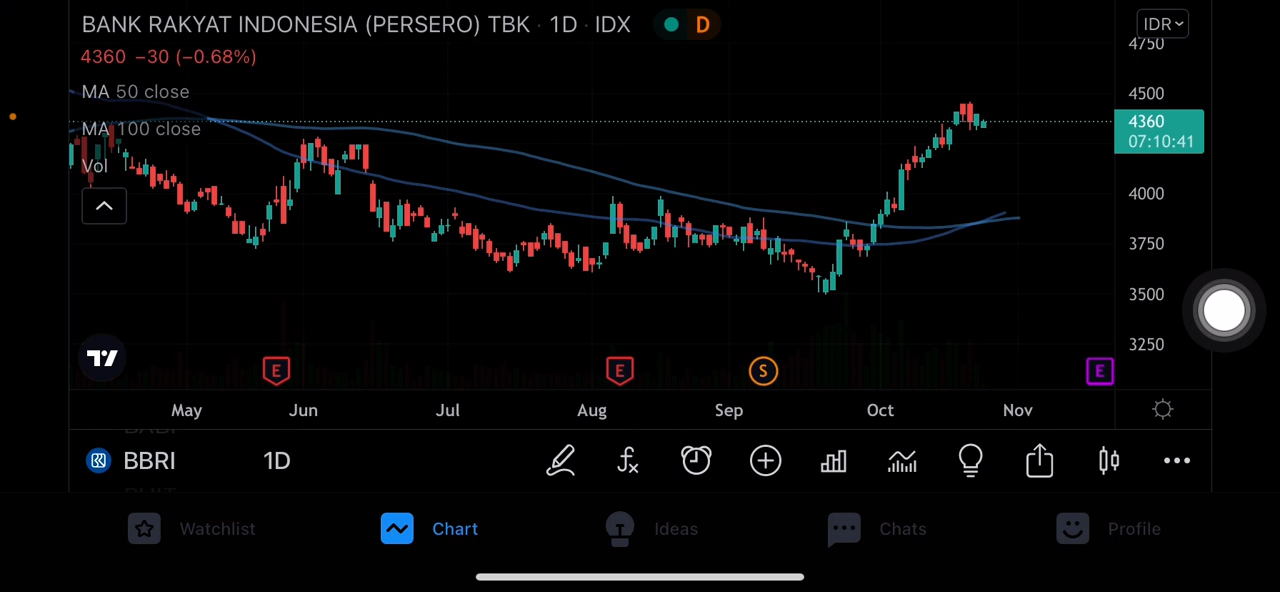 BANK RAKYAT INDONESIA (PERSERO) TBK · 1D · IDX D IDR
4360 −30 (−0.68%)
MA 50 close
MA 100 close
Vol
4750
4500
4360
07:10:41
4000
3750
3500
3250
E E S E
May Jun Jul Aug Sep Oct Nov
BBRI 1D
Watchlist Chart Ideas Chats Profile